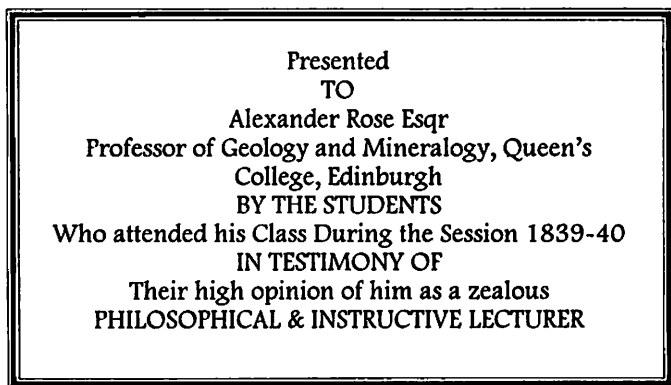 Presented
TO
Alexander Rose Esqr
Professor of Geology and Mineralogy, Queen's
College, Edinburgh
BY THE STUDENTS
Who attended his Class During the Session 1839-40
IN TESTIMONY OF
Their high opinion of him as a zealous
PHILOSOPHICAL & INSTRUCTIVE LECTURER